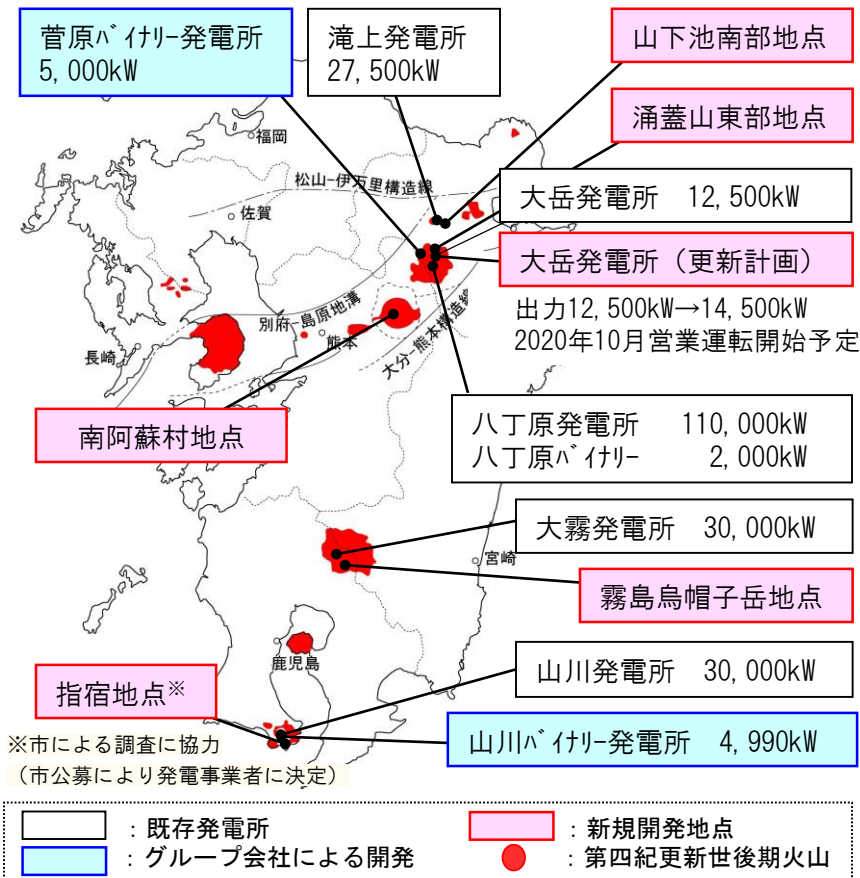 菅原バイナリー発電所
5,000kW
滝上発電所
27,500kW
山下池南部地点
涌蓋山東部地点
福岡
松山-伊万里構造線
佐賀
大岳発電所 12,500kW
大岳発電所（更新計画）
出力12,500kW→14,500kW
2020年10月営業運転開始予定
別府-島原地溝
熊本
大分-熊本構造線
長崎
南阿蘇村地点
八丁原発電所 110,000kW
八丁原バイナリー 2,000kW
大霧発電所 30,000kW
宮崎
霧島烏帽子岳地点
鹿児島
山川発電所 30,000kW
指宿地点※
山川バイナリー発電所 4,990kW
※市による調査に協力
（市公募により発電事業者に決定）
：既存発電所
：新規開発地点
：グループ会社による開発
：第四紀更新世後期火山